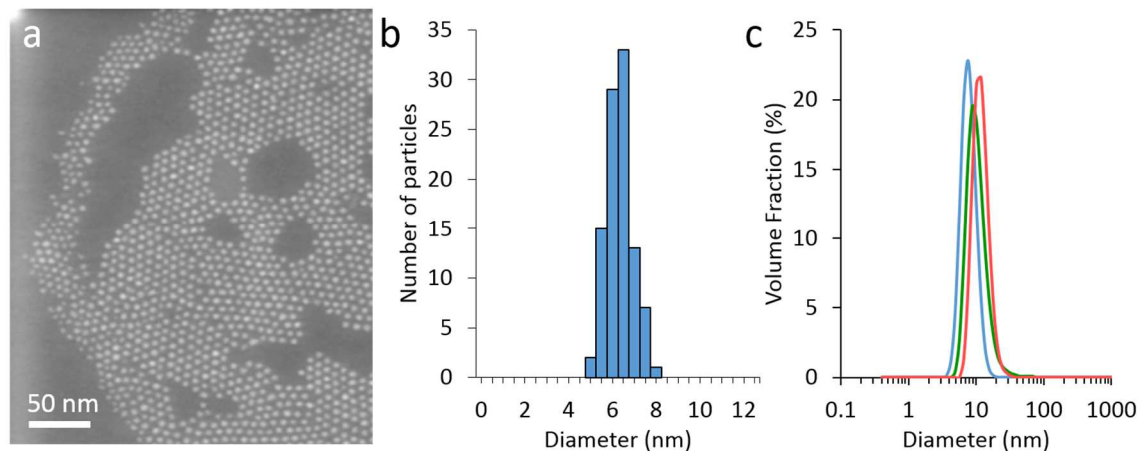 a
50 nm
b
Number of particles
35
30
25
20
15
10
5
0
0 2 4 6 8 10 12
Diameter (nm)
c
Volume Fraction (%)
25
20
15
10
5
0
0.1 1 10 100 1000
Diameter (nm)